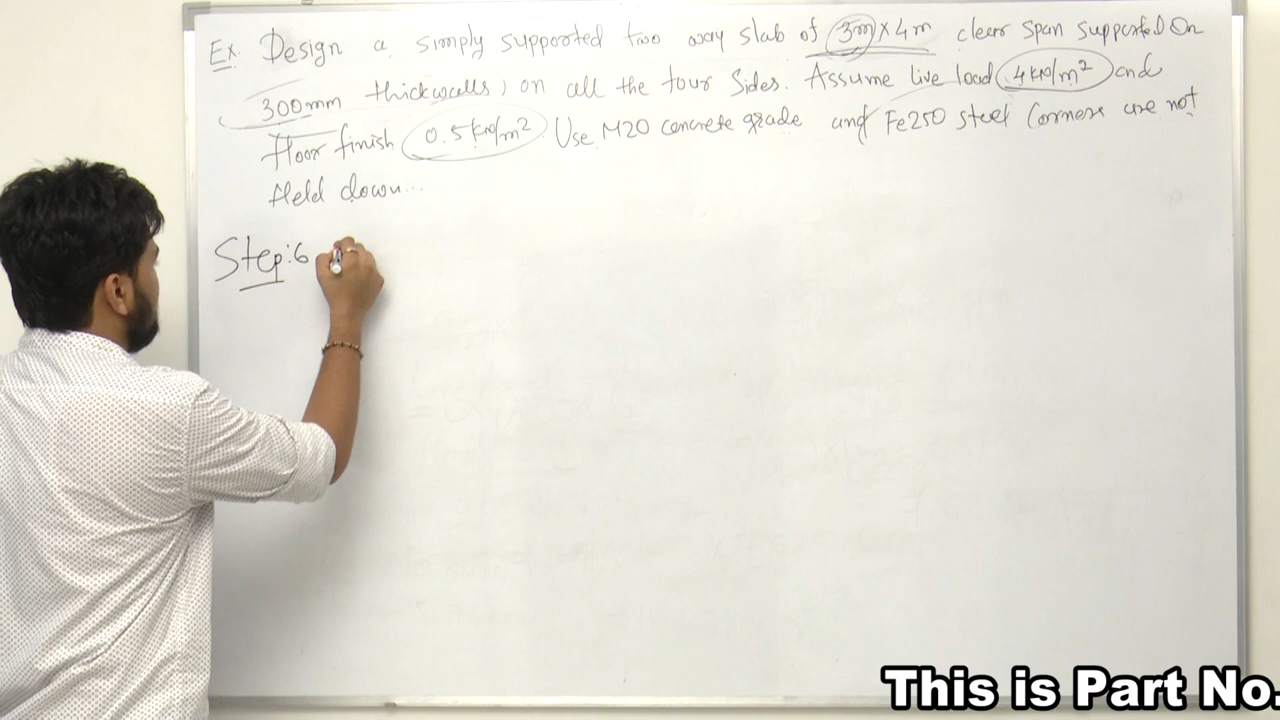 Ex. Design a simply supported two way slab of 3m x 4m clear span supported on
300mm thick walls, on all the four sides. Assume live load 4 kN/m² and
Floor finish 0.5 kN/m² Use M20 concrete grade and Fe250 steel Corners are not
Held down...
Step:6
This is Part No.